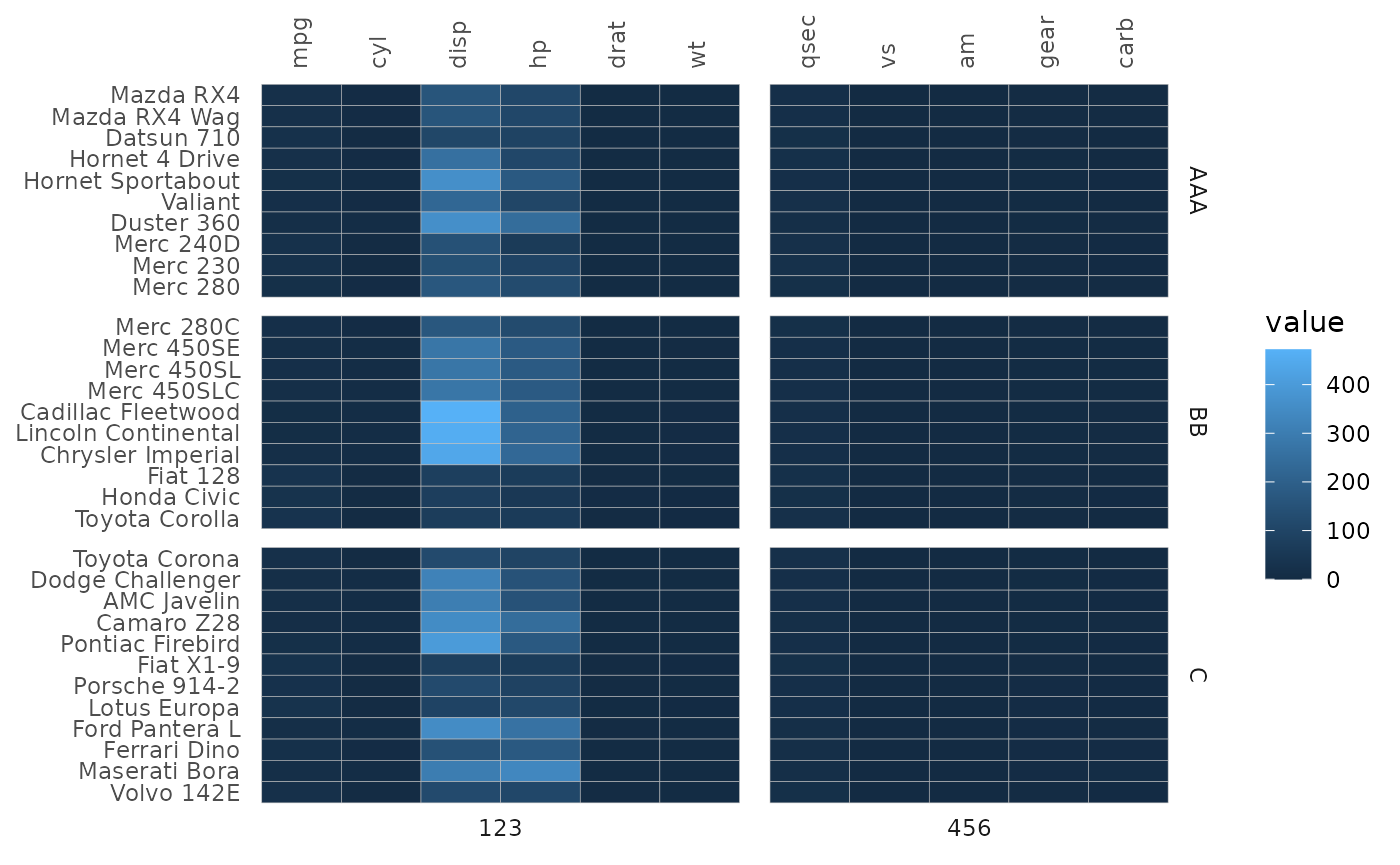 mpg cyl disp hp drat wt qsec vs am gear carb
Mazda RX4
Mazda RX4 Wag
Datsun 710
Hornet 4 Drive
Hornet Sportabout
Valiant
Duster 360
Merc 240D
Merc 230
Merc 280
AAA
Merc 280C
Merc 450SE
Merc 450SL
Merc 450SLC
Cadillac Fleetwood
Lincoln Continental
Chrysler Imperial
Fiat 128
Honda Civic
Toyota Corolla
BB
Toyota Corona
Dodge Challenger
AMC Javelin
Camaro Z28
Pontiac Firebird
Fiat X1-9
Porsche 914-2
Lotus Europa
Ford Pantera L
Ferrari Dino
Maserati Bora
Volvo 142E
C
123 456
value
400
300
200
100
0